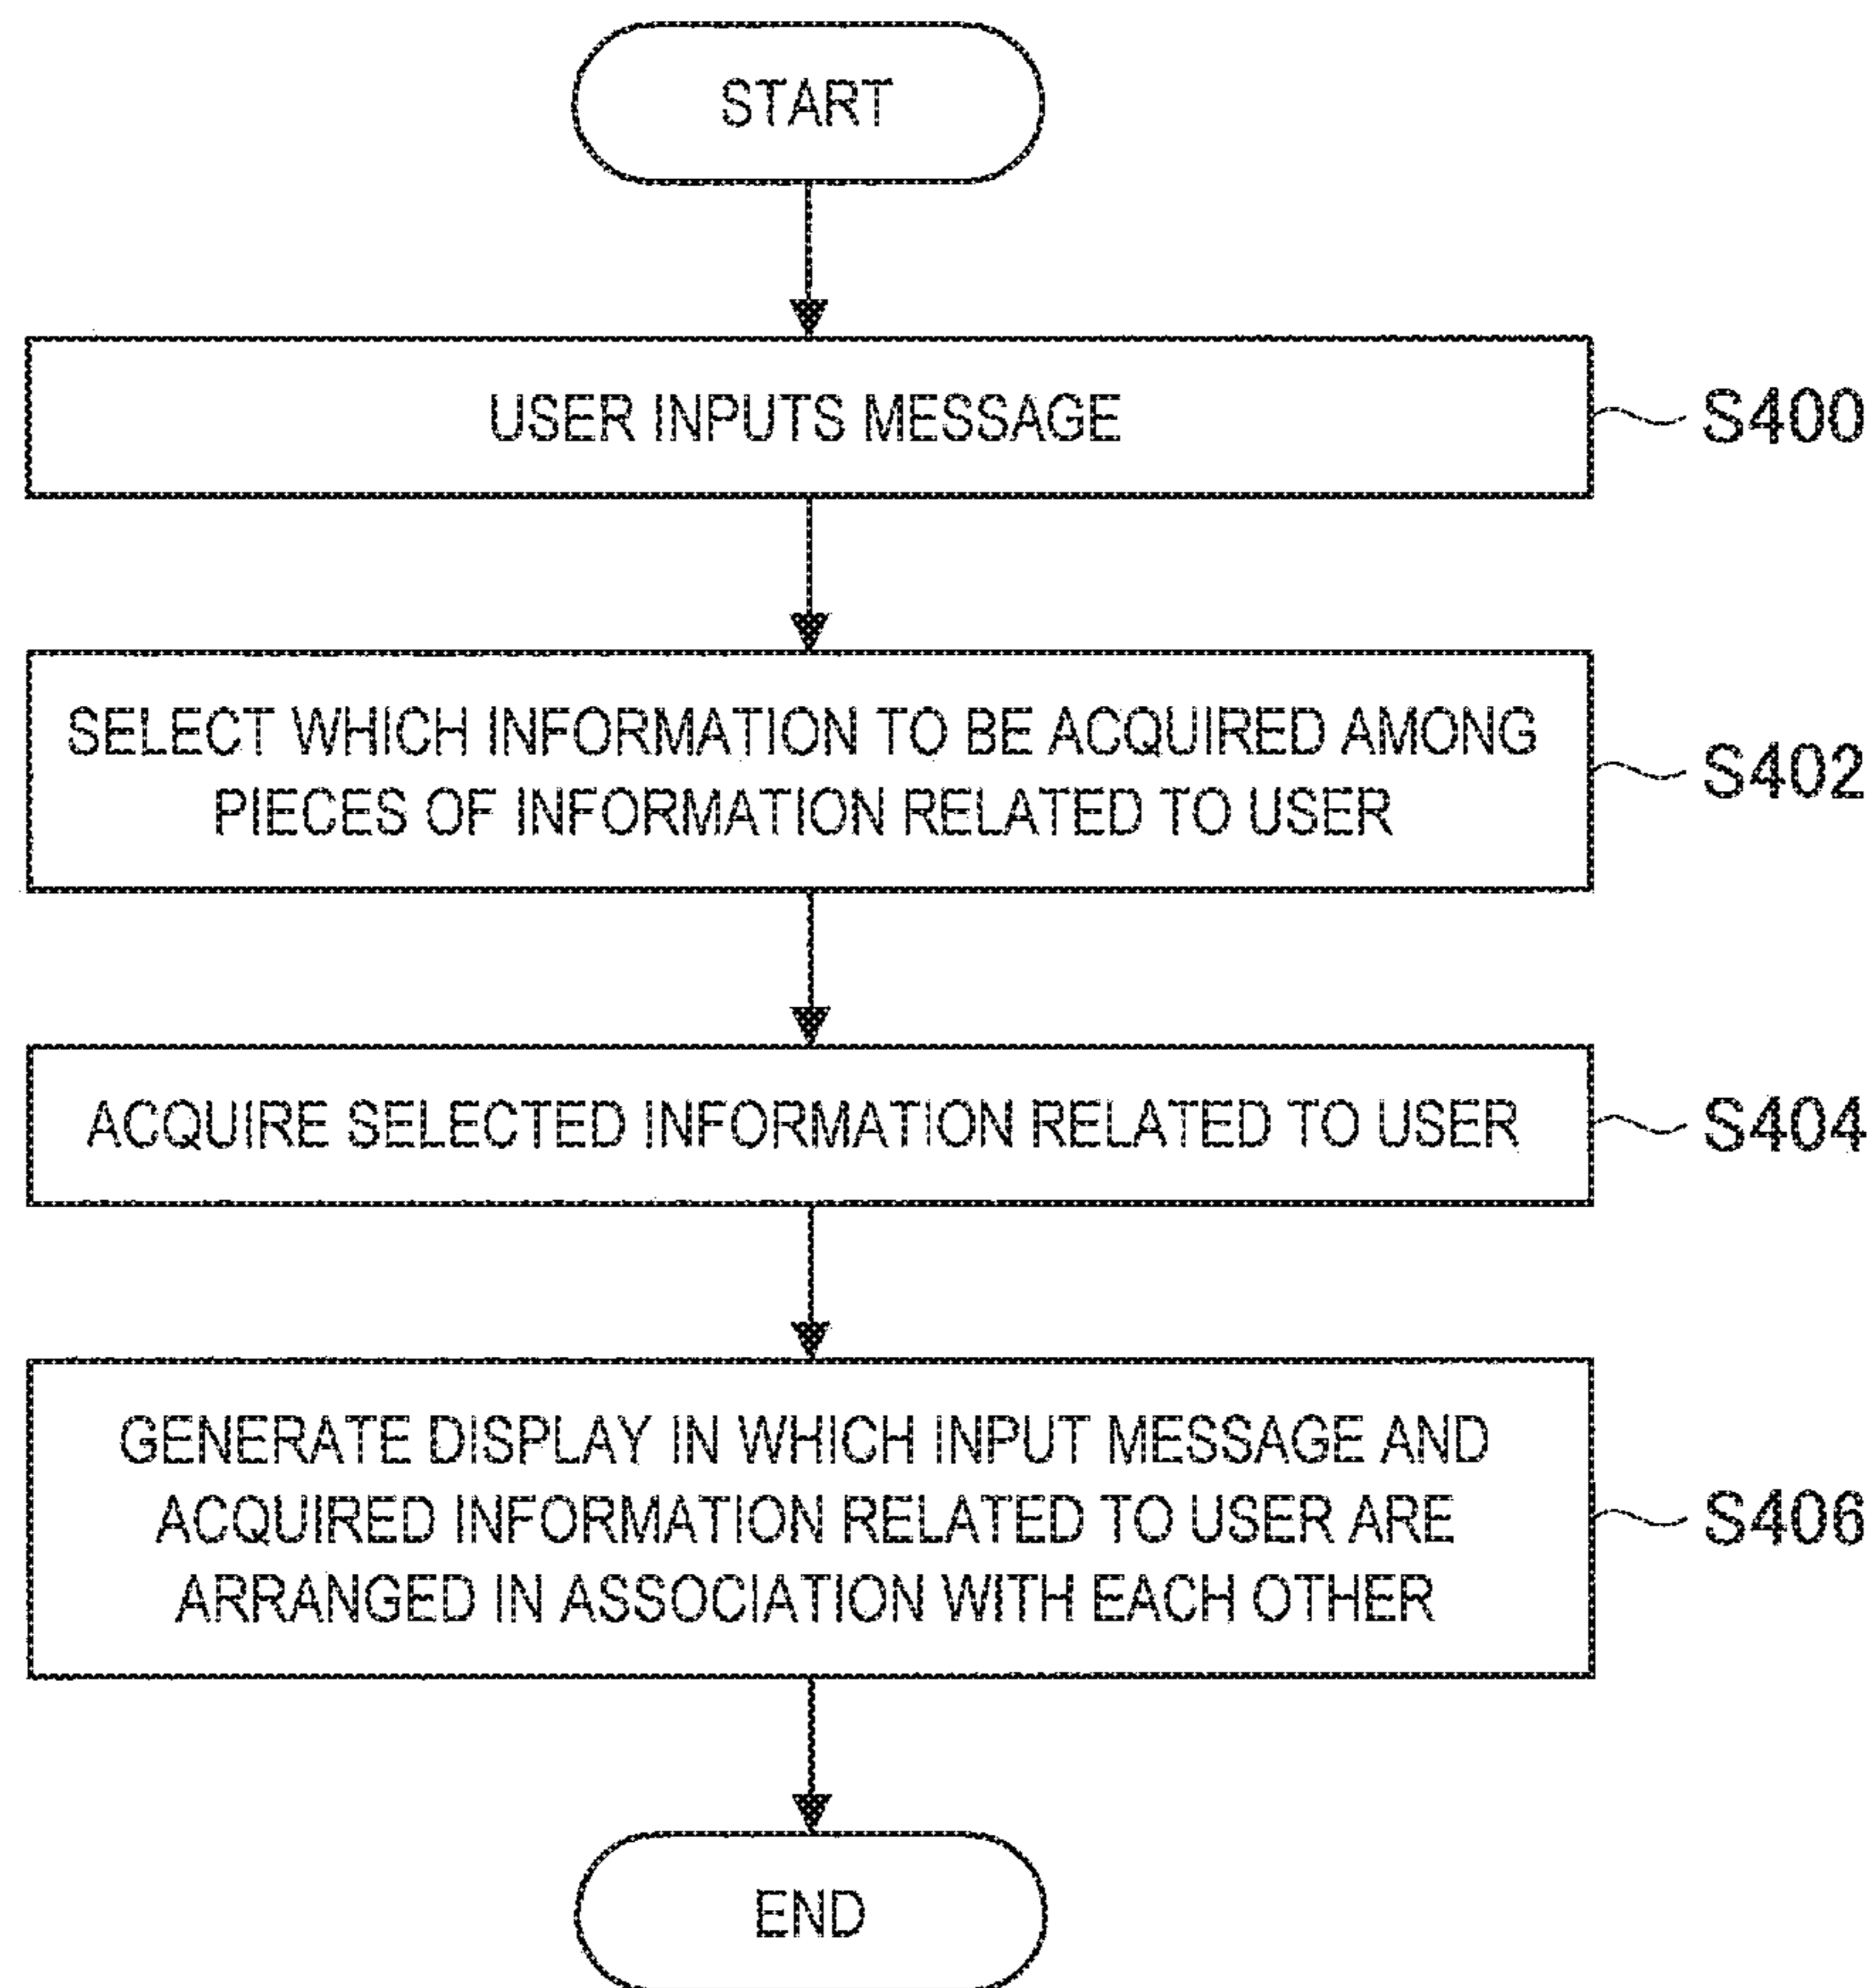 START
USER INPUTS MESSAGE
S400
SELECT WHICH INFORMATION TO BE ACQUIRED AMONG
PIECES OF INFORMATION RELATED TO USER
S402
ACQUIRE SELECTED INFORMATION RELATED TO USER
S404
GENERATE DISPLAY IN WHICH INPUT MESSAGE AND
ACQUIRED INFORMATION RELATED TO USER ARE
ARRANGED IN ASSOCIATION WITH EACH OTHER
S406
END